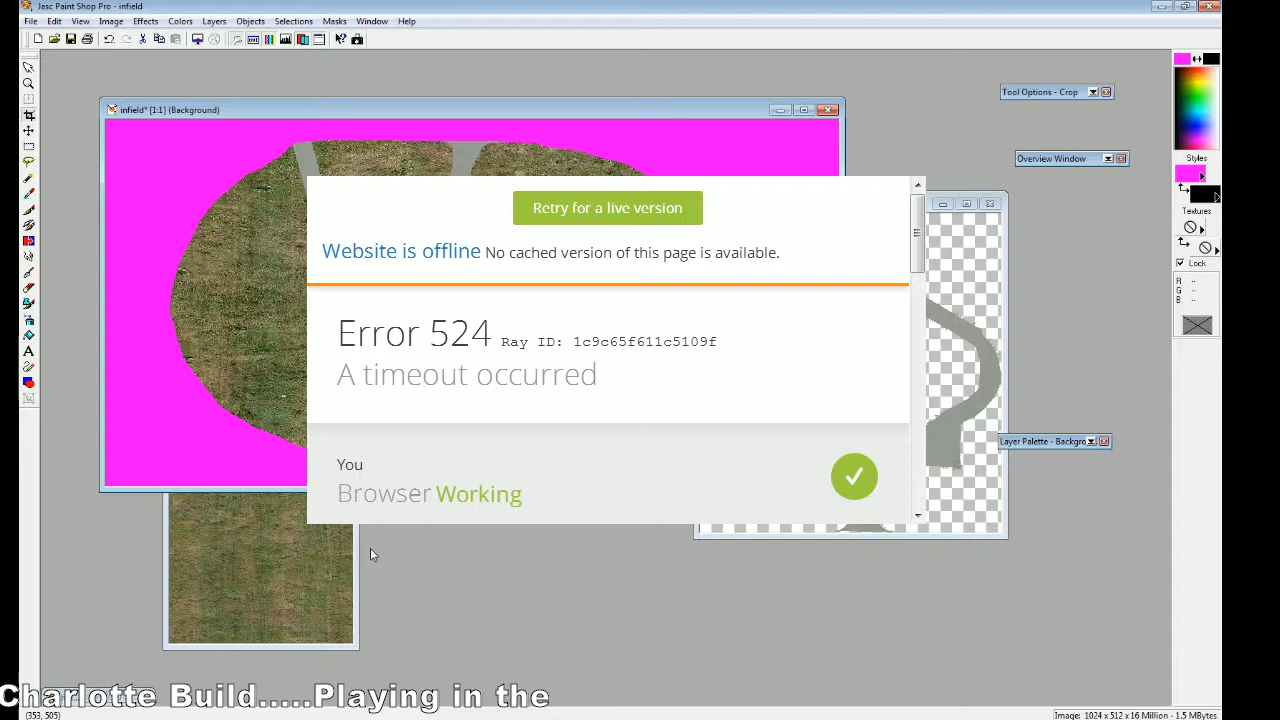 Jasc Paint Shop Pro - infield
File Edit View Image Effects Colors Layers Objects Selections Masks Window Help
infield* [1:1] (Background)
Tool Options - Crop
Overview Window
Styles
Textures
Lock
R --
G --
B --
Retry for a live version
Website is offline No cached version of this page is available.
Error 524 Ray ID: 1c9c65f611c5109f
A timeout occurred
Layer Palette - Backgro
You
Browser Working
Charlotte Build.....Playing in the
(353, 505)
Image: 1024 x 512 x 16 Million - 1.5 MBytes